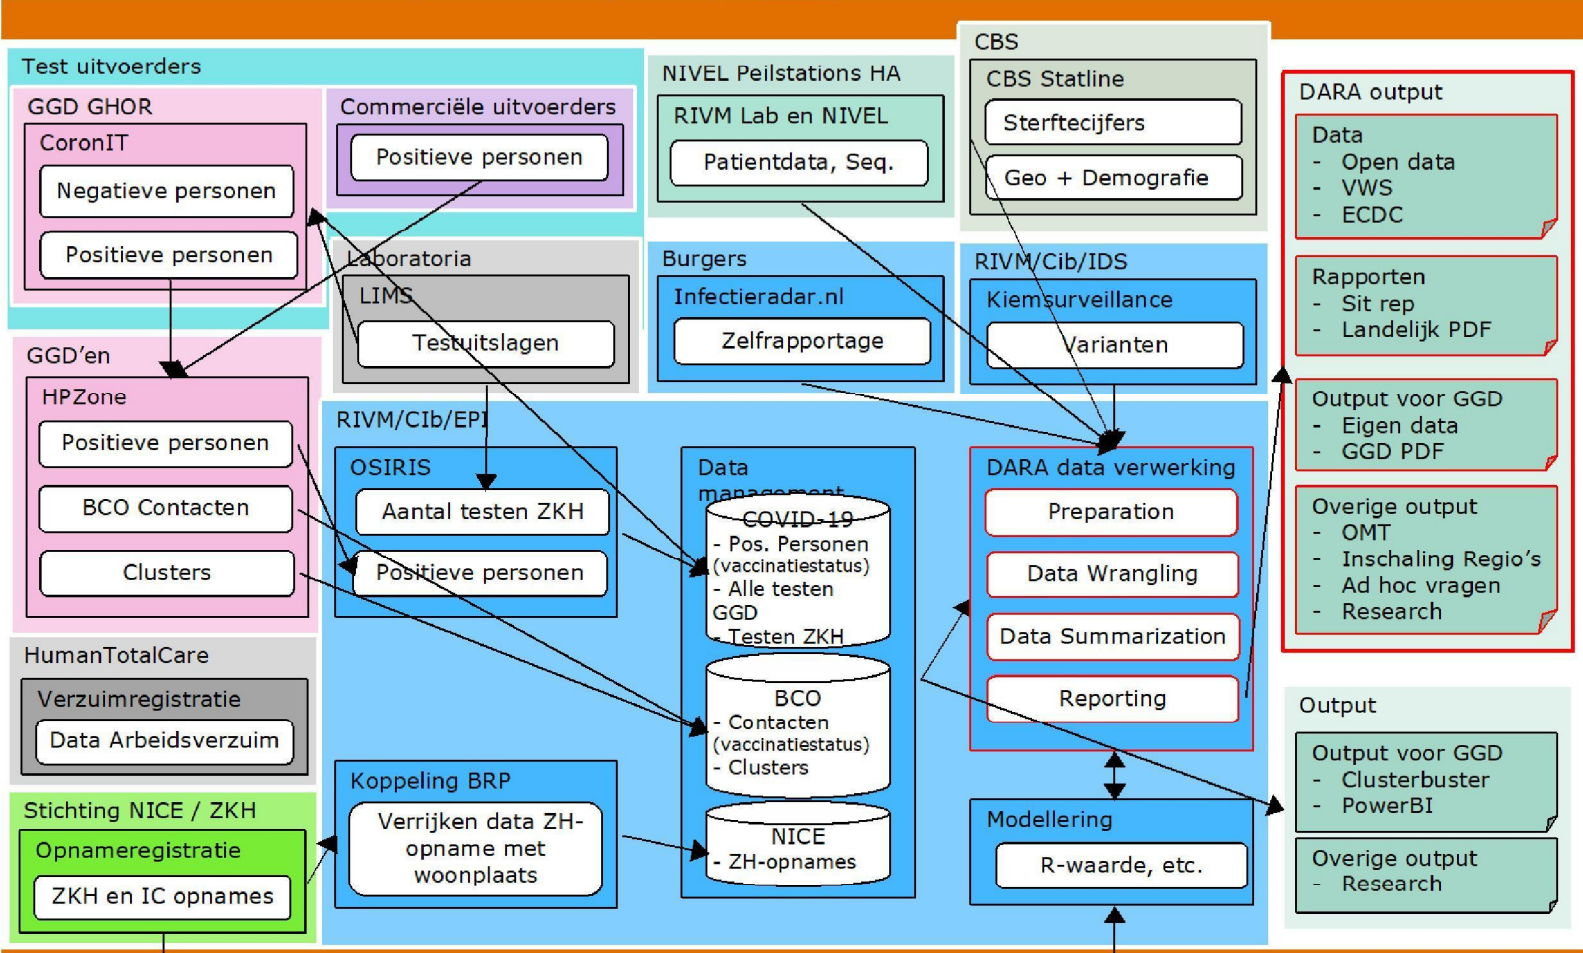 Test uitvoerders
GGD GHOR
CoronIT
Negatieve personen
Positieve personen
Commerciële uitvoerders
Positieve personen
Laboratoria
LIMS
Testuitslagen
NIVEL Peilstations HA
RIVM Lab en NIVEL
Patientdata, Seq.
CBS
CBS Statline
Sterftecijfers
Geo + Demografie
Burgers
Infectieradar.nl
Zelfrapportage
RIVM/Cib/IDS
Kiemsurveillance
Varianten
GGD'en
HPZone
Positieve personen
BCO Contacten
Clusters
HumanTotalCare
Verzuimregistratie
Data Arbeidsverzuim
Stichting NICE / ZKH
Opnameregistratie
ZKH en IC opnames
RIVM/CIb/EPI
OSIRIS
Aantal testen ZKH
Positieve personen
Koppeling BRP
Verrijken data ZH-
opname met
woonplaats
Data
management
COVID-19
- Pos. Personen
(vaccinatiestatus)
- Alle testen
GGD
- Testen ZKH
BCO
- Contacten
(vaccinatiestatus)
- Clusters
NICE
- ZH-opnames
DARA data verwerking
Preparation
Data Wrangling
Data Summarization
Reporting
Modellering
R-waarde, etc.
DARA output
Data
- Open data
- VWS
- ECDC
Rapporten
- Sit rep
- Landelijk PDF
Output voor GGD
- Eigen data
- GGD PDF
Overige output
- OMT
- Inschaling Regio's
- Ad hoc vragen
- Research
Output
Output voor GGD
- Clusterbuster
- PowerBI
Overige output
- Research